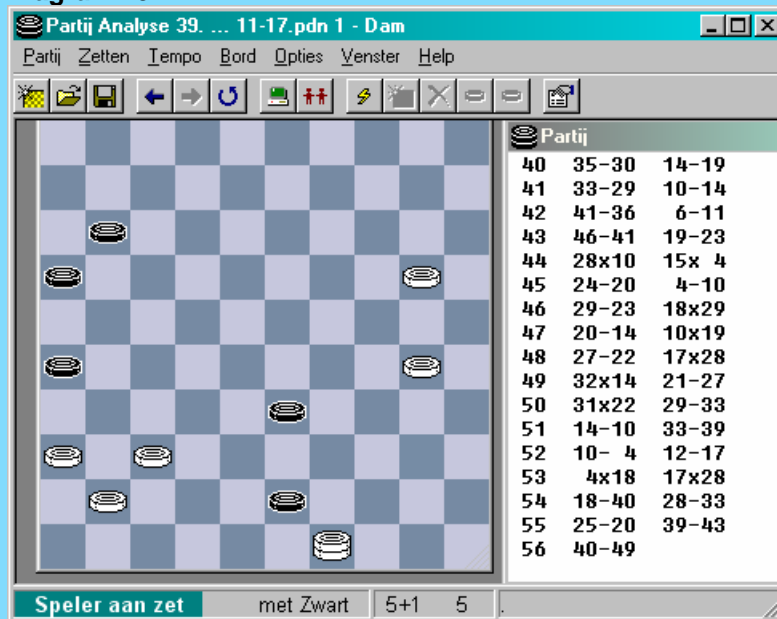 Partij Analyse 39. ... 11-17.pdn 1 - Dam
Partij Zetten Tempo Bord Opties Venster Help
Partij
40 35-30 14-19
41 33-29 10-14
42 41-36 6-11
43 46-41 19-23
44 28x10 15x 4
45 24-20 4-10
46 29-23 18x29
47 20-14 10x19
48 27-22 17x28
49 32x14 21-27
50 31x22 29-33
51 14-10 33-39
52 10- 4 12-17
53 4x18 17x28
54 18-40 28-33
55 25-20 39-43
56 40-49
Speler aan zet met Zwart 5+1 5 .